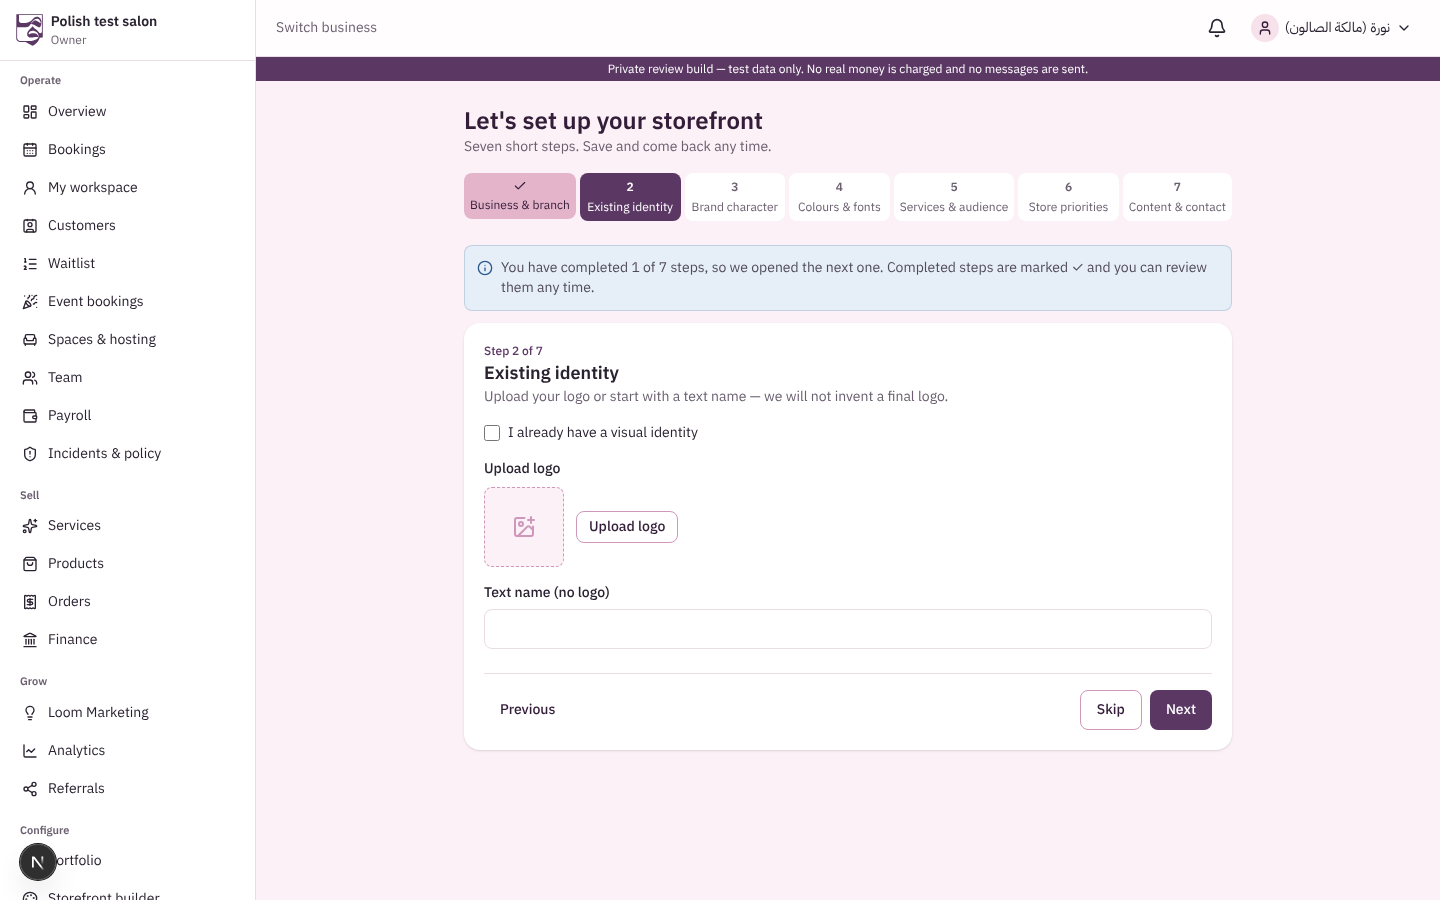 Polish test salon
Owner
Switch business
نورة (مالكة الصالون)
Private review build — test data only. No real money is charged and no messages are sent.
Operate
Overview
Bookings
My workspace
Customers
Waitlist
Event bookings
Spaces & hosting
Team
Payroll
Incidents & policy
Sell
Services
Products
Orders
Finance
Grow
Loom Marketing
Analytics
Referrals
Configure
N
ortfolio
Storefront builder
Let's set up your storefront
Seven short steps. Save and come back any time.
✓ Business & branch
2 Existing identity
3 Brand character
4 Colours & fonts
5 Services & audience
6 Store priorities
7 Content & contact
You have completed 1 of 7 steps, so we opened the next one. Completed steps are marked ✓ and you can review
them any time.
Step 2 of 7
Existing identity
Upload your logo or start with a text name — we will not invent a final logo.
I already have a visual identity
Upload logo
Upload logo
Text name (no logo)
Previous
Skip
Next